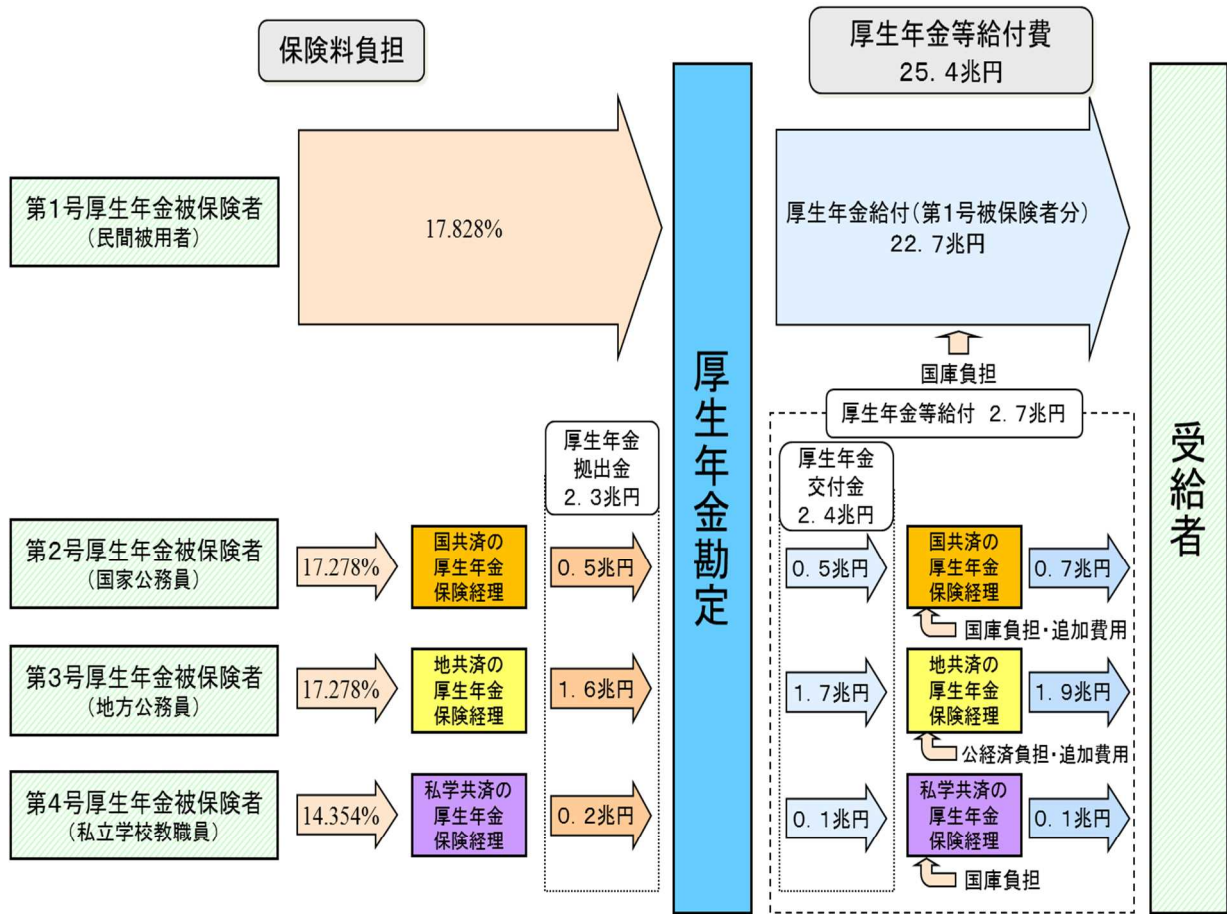 保険料負担
厚生年金等給付費
25.4兆円
第1号厚生年金被保険者
(民間被用者)
17.828%
厚生年金勘定
厚生年金給付(第1号被保険者分)
22.7兆円
国庫負担
受給者
厚生年金等給付 2.7兆円
厚生年金
拠出金
2.3兆円
厚生年金
交付金
2.4兆円
第2号厚生年金被保険者
(国家公務員)
17.278%
国共済の
厚生年金
保険経理
0.5兆円
0.5兆円
国共済の
厚生年金
保険経理
0.7兆円
国庫負担・追加費用
第3号厚生年金被保険者
(地方公務員)
17.278%
地共済の
厚生年金
保険経理
1.6兆円
1.7兆円
地共済の
厚生年金
保険経理
1.9兆円
公経済負担・追加費用
第4号厚生年金被保険者
(私立学校教職員)
14.354%
私学共済の
厚生年金
保険経理
0.2兆円
0.1兆円
私学共済の
厚生年金
保険経理
0.1兆円
国庫負担